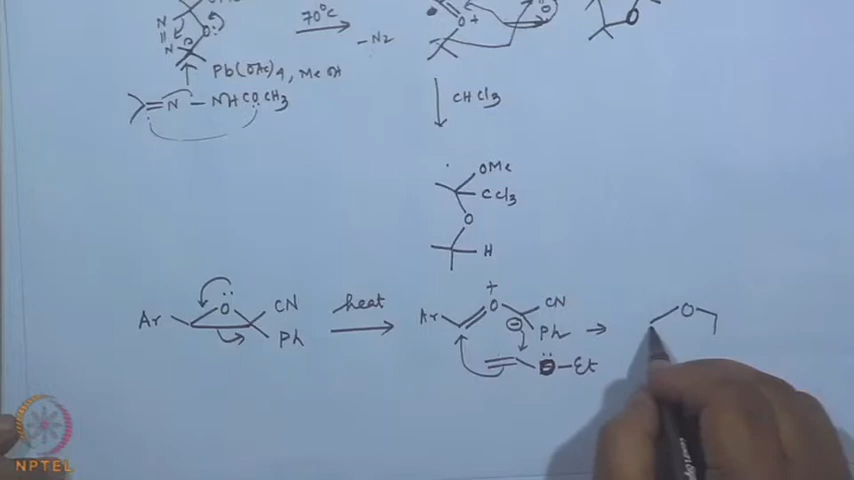 N
O
70°C
- N2
N
O+
O
Pb(OAc)4, MeOH
=N - NHCOCH3
CHCl3
OMe
CCl3
O
H
Ar O CN Ph
heat
Ar O + CN Ph
O - Et
O
NPTEL